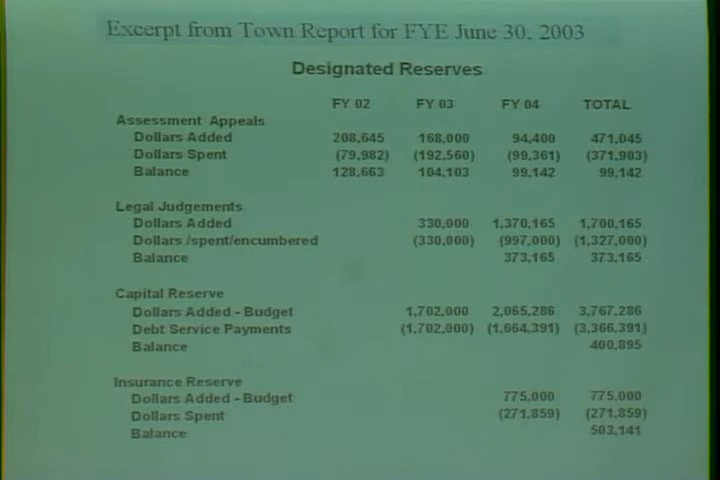 Excerpt from Town Report for FYE June 30, 2003
Designated Reserves
FY 02 FY 03 FY 04 TOTAL
Assessment Appeals
Dollars Added 208,645 168,000 94,400 471,045
Dollars Spent (79,982) (192,560) (99,361) (371,903)
Balance 128,663 104,103 99,142 99,142
Legal Judgements
Dollars Added 330,000 1,370,165 1,700,165
Dollars /spent/encumbered (330,000) (997,000) (1,327,000)
Balance 373,165 373,165
Capital Reserve
Dollars Added - Budget 1,702,000 2,065,286 3,767,286
Debt Service Payments (1,702,000) (1,664,391) (3,366,391)
Balance 400,895
Insurance Reserve
Dollars Added - Budget 775,000 775,000
Dollars Spent (271,859) (271,859)
Balance 503,141